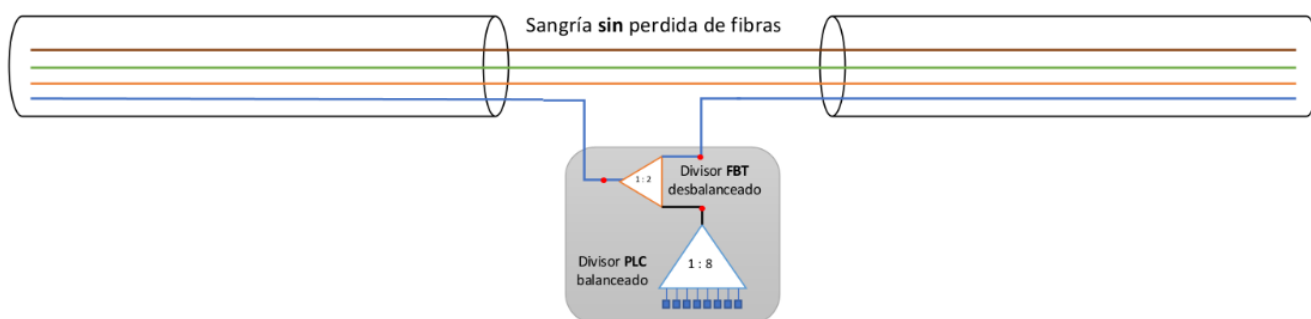 Sangría sin perdida de fibras
1 : 2
Divisor FBT
desbalanceado
Divisor PLC
balanceado
1 : 8